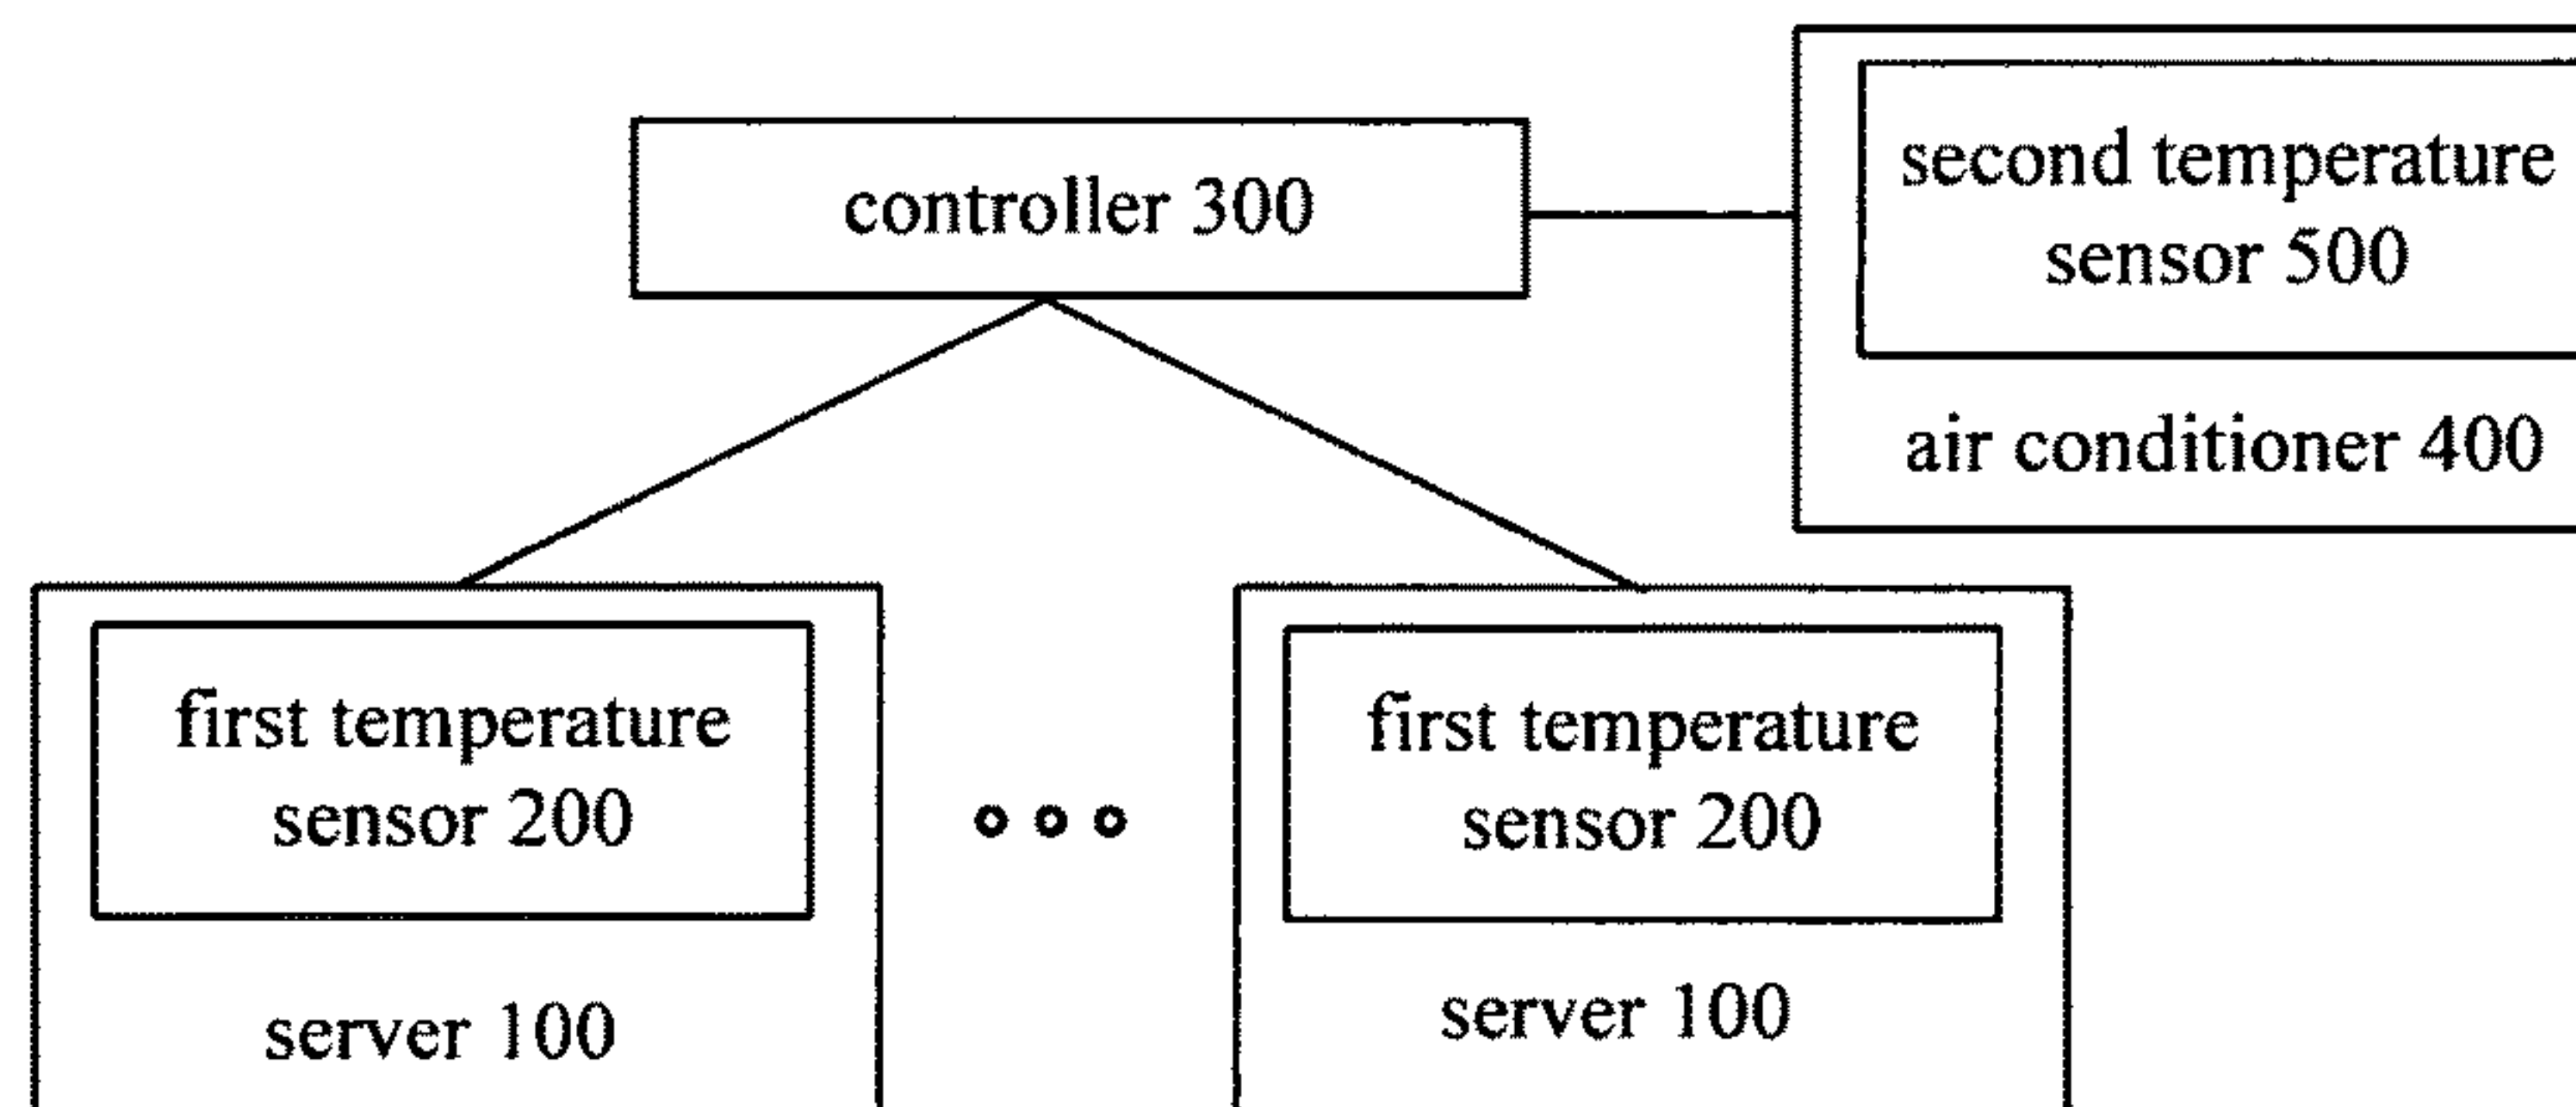 controller 300
second temperature
sensor 500
air conditioner 400
first temperature
sensor 200
server 100
first temperature
sensor 200
server 100